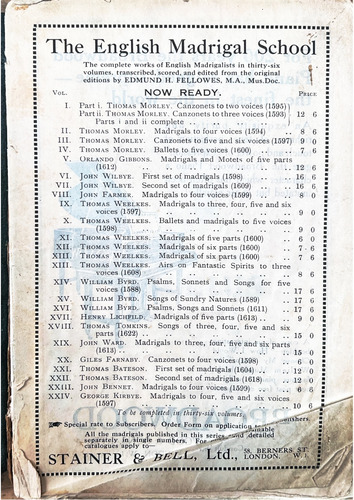 The English Madrigal School
The complete works of English Madrigalists in thirty-six
volumes, transcribed, scored, and edited from the original
editions by EDMUND H. FELLOWES, M.A., Mus.Doc.
NOW READY.
VOL. PRICE
I. Part i. THOMAS MORLEY. Canzonets to two voices (1595)
Part ii. THOMAS MORLEY. Canzonets to three voices (1593) 12 6
Parts i and ii complete
II. THOMAS MORLEY. Madrigals to four voices (1594) .. 8 6
III. THOMAS MORLEY. Canzonets to five and six voices (1597) 9 0
IV. THOMAS MORLEY. Ballets to five voices (1600) .. .. 7 6
V. ORLANDO GIBBONS. Madrigals and Motets of five parts
(1612) .. .. 12 6
VI. JOHN WILBYE. First set of madrigals (1598) .. 16 6
VII. JOHN WILBYE. Second set of madrigals (1609) .. 16 6
VIII. JOHN FARMER. Madrigals to four voices (1599) .. 8 0
IX. THOMAS WEELKES. Madrigals to three, four, five and six
voices (1597) .. .. 9 0
X. THOMAS WEELKES. Ballets and madrigals to five voices
(1598) .. .. 9 0
XI. THOMAS WEELKES. Madrigals of five parts (1600) .. 6 0
XII. THOMAS WEELKES. Madrigals of six parts (1600) .. 7 6
XIII. THOMAS WEELKES. Madrigals of six parts (1600) .. 7 6
XIII. THOMAS WEELKES. Airs on Fantastic Spirits to three
voices (1608) .. .. 8 6
XIV. WILLIAM BYRD. Psalms, Sonnets and Songs for five
voices (1588) .. .. 17 6
XV. WILLIAM BYRD. Songs of Sundry Natures (1589) .. 17 6
XVI. WILLIAM BYRD. Psalms, Songs and Sonnets (1611) .. 17 6
XVII. HENRY LICHFILD. Madrigals of five parts (1613) .. 9 0
XVIII. THOMAS TOMKINS. Songs of three, four, five and six
parts (1622) .. .. 15 0
XIX. JOHN WARD. Madrigals to three, four, five and six
parts (1613) .. .. 15 0
XX. GILES FARNABY. Canzonets to four voices (1598) .. 6 0
XXI. THOMAS BATESON. First set of madrigals (1604) .. 12 0
XXII. THOMAS BATESON. Second set of madrigals (1618) .. 12 0
XXIII. JOHN BENNET. Madrigals to four voices (1599) .. 6 6
XXIV. GEORGE KIRBYE. Madrigals to four, five and six voices
(1597) .. .. 10 6
To be completed in thirty-six volumes.
Special rate to Subscribers. Order Form on application
All the madrigals published in this series
separately in single numbers. For detailed
catalogues apply to—
STAINER & BELL, Ltd., 58, BERNERS ST.
LONDON. W.1